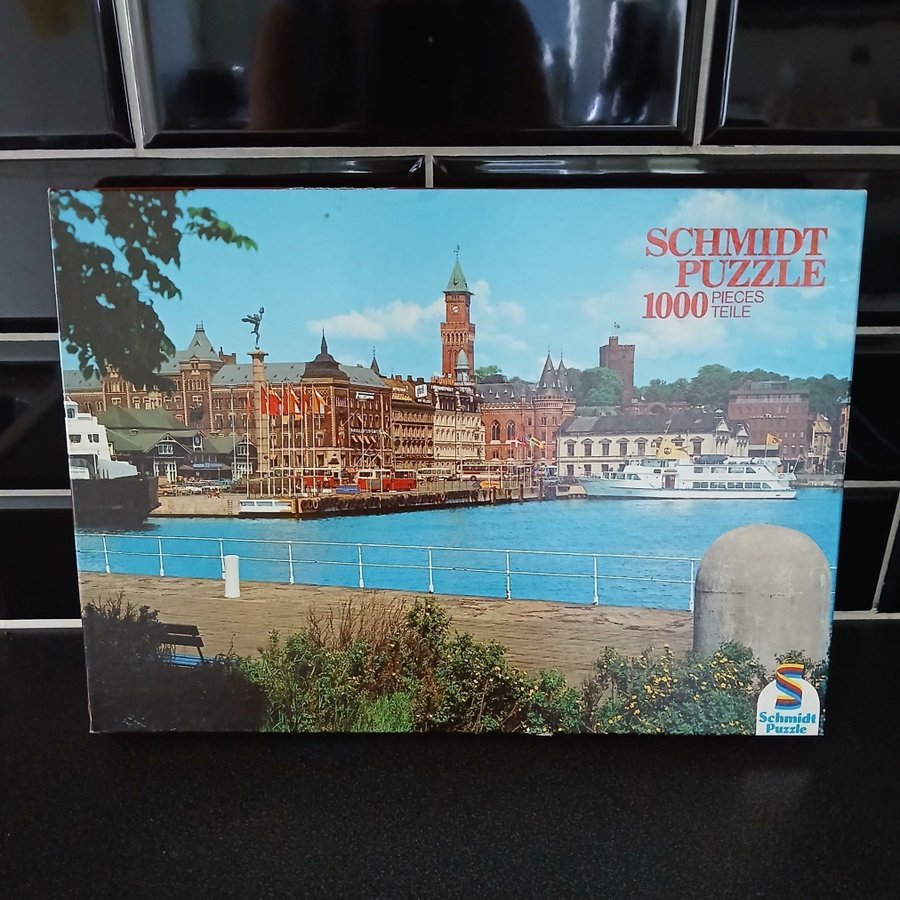 SCHMIDT
PUZZLE
1000 PIECES
TEILE
Schmidt
Puzzle